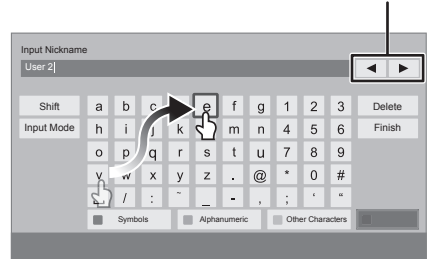 Input Nickname
User 2
◄ ►
Shift a b c e f g 1 2 3 Delete
Input Mode h i j k m n 4 5 6 Finish
o p q r s t u 7 8 9
v w x y z . @ * 0 #
/ : ~ _ - , ; ‘ “
Symbols Alphanumeric Other Characters